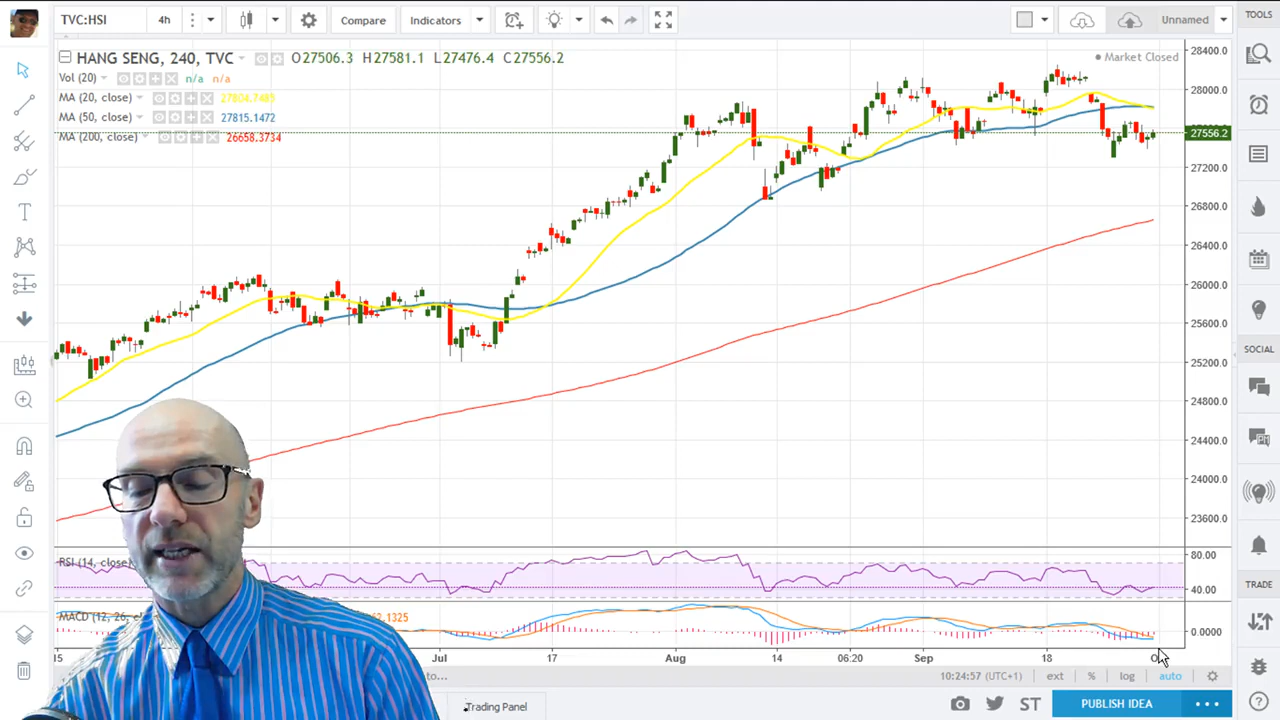 TVC:HSI 4h Compare Indicators Unnamed TOOLS
HANG SENG, 240, TVC O27506.3 H27581.1 L27476.4 C27556.2
Market Closed
Vol (20) n/a n/a
MA (20, close) 27804.7485
MA (50, close) 27815.1472
MA (200, close) 26658.3734
28400.0
28000.0
27556.2
27200.0
26800.0
26400.0
26000.0
25600.0
25200.0
24800.0
24400.0
24000.0
23600.0
SOCIAL
RSI (14, close)
80.00
40.00
TRADE
MACD (12, 26, c
2.1325
0.0000
15 Jul 17 Aug 14 06:20 Sep 18
10:24:57 (UTC+1) ext % log auto
Trading Panel
ST PUBLISH IDEA